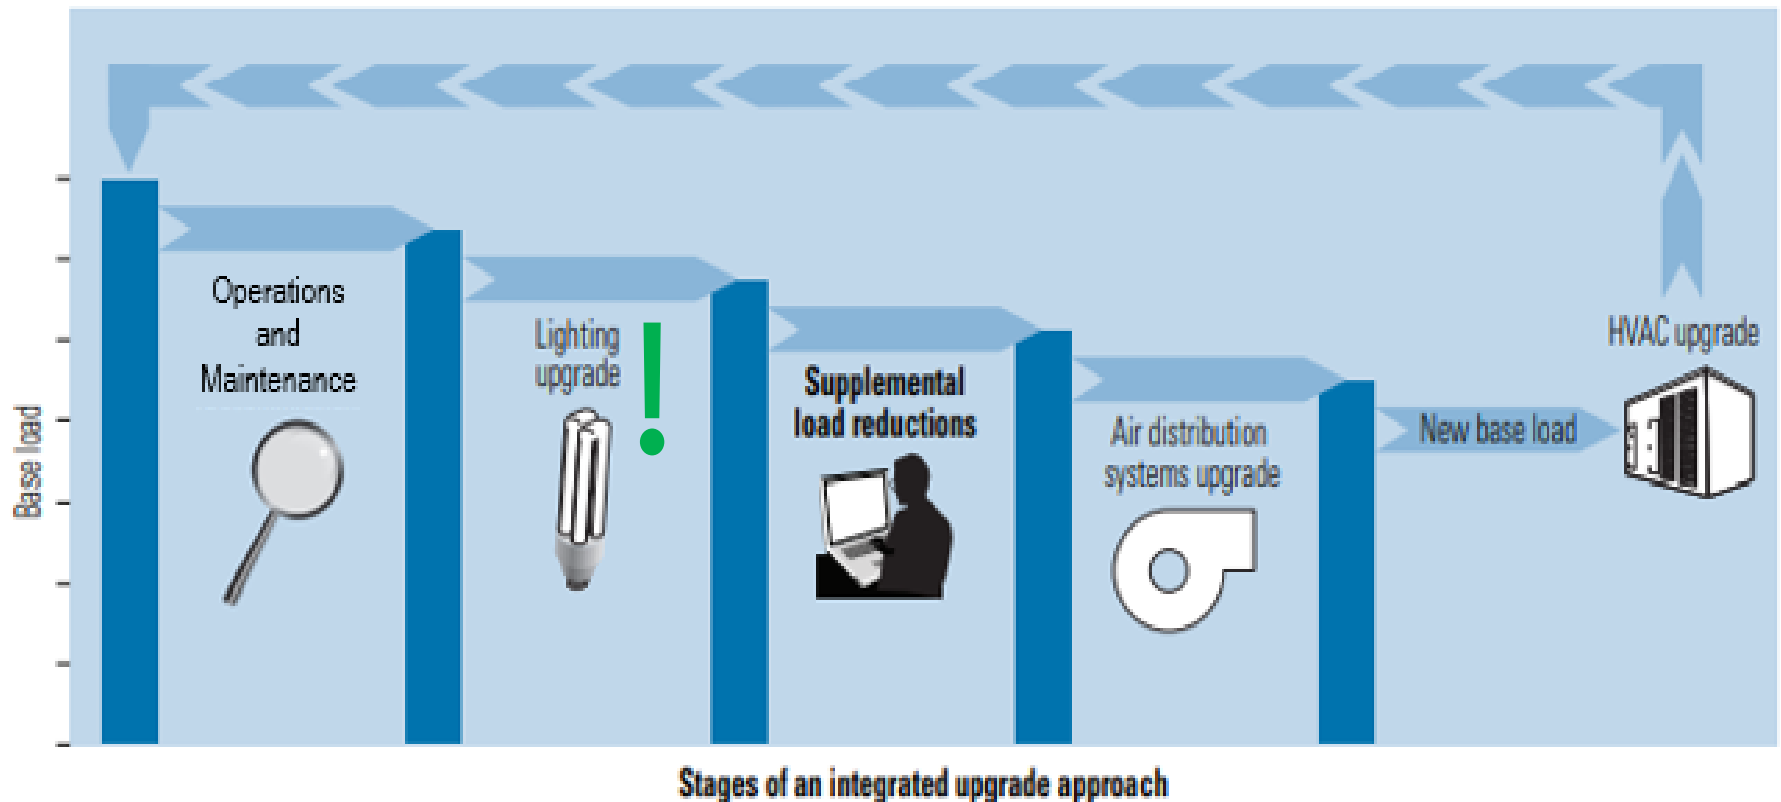 Operations
and
Maintenance
Lighting
upgrade
!
Supplemental
load reductions
Air distribution
systems upgrade
New base load
HVAC upgrade
Base load
Stages of an integrated upgrade approach